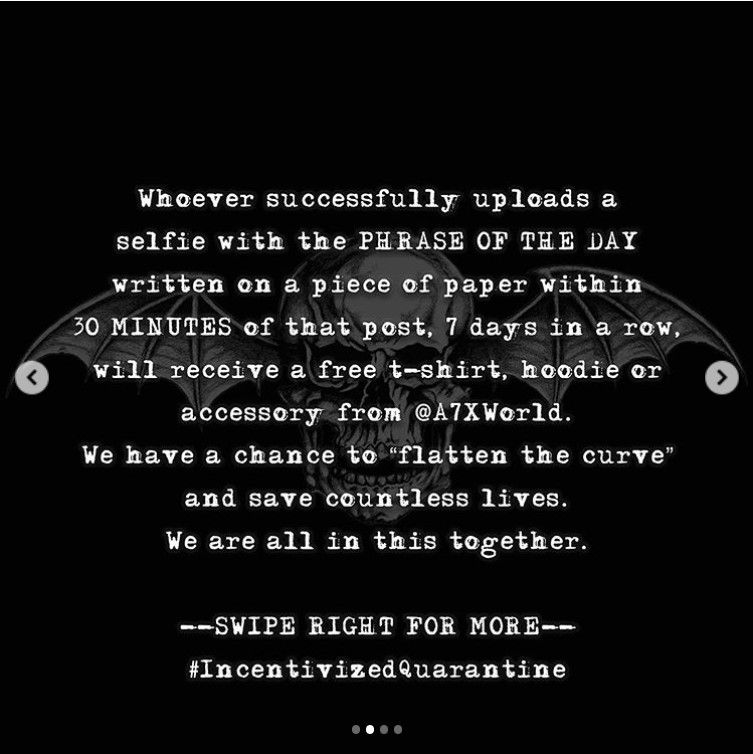 Whoever successfully uploads a
selfie with the PHRASE OF THE DAY
written on a piece of paper within
30 MINUTES of that post, 7 days in a row,
will receive a free t-shirt, hoodie or
accessory from @A7XWorld.
We have a chance to “flatten the curve”
and save countless lives.
We are all in this together.
--SWIPE RIGHT FOR MORE--
#IncentivizedQuarantine